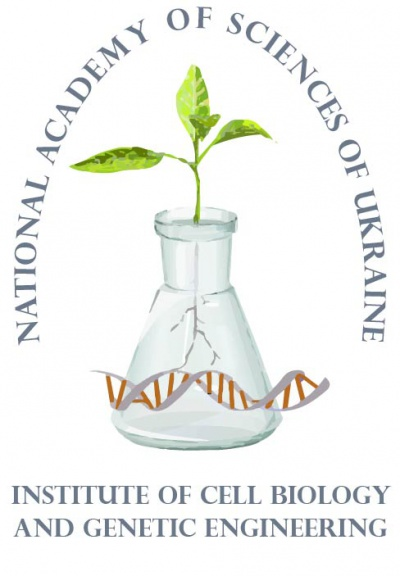 NATIONAL ACADEMY OF SCIENCES OF UKRAINE
INSTITUTE OF CELL BIOLOGY
AND GENETIC ENGINEERING